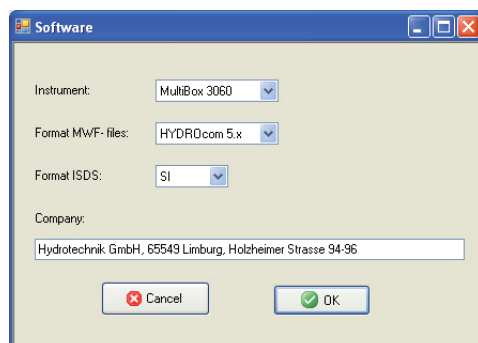 Software
Instrument: MultiBox 3060
Format MWF- files: HYDROcom 5.x
Format ISDS: SI
Company:
Hydrotechnik GmbH, 65549 Limburg, Holzheimer Strasse 94-96
Cancel OK